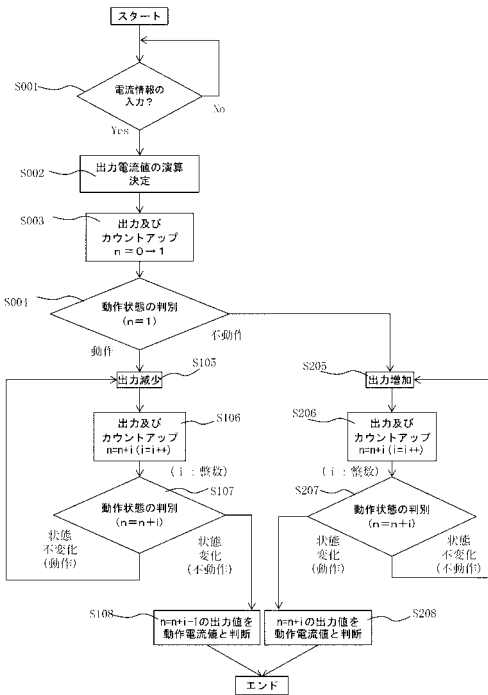 スタート
S001
電流情報の
入力?
No
Yes
S002
出力電流値の演算
決定
S003
出力及び
カウントアップ
n=0→1
S004
動作状態の判別
(n=1)
不動作
動作
S105
出力減少
S205
出力増加
S106
出力及び
カウントアップ
n=n+i(i=i++)
S206
出力及び
カウントアップ
n=n+i(i=i++)
(i:整数)
S107
動作状態の判別
(n=n+i)
(i:整数)
S207
動作状態の判別
(n=n+i)
状態
不変化
(動作)
状態
変化
(不動作)
状態
変化
(動作)
状態
不変化
(不動作)
S108
n=n+i-1の出力値を
動作電流値と判断
S208
n=n+iの出力値を
動作電流値と判断
エンド